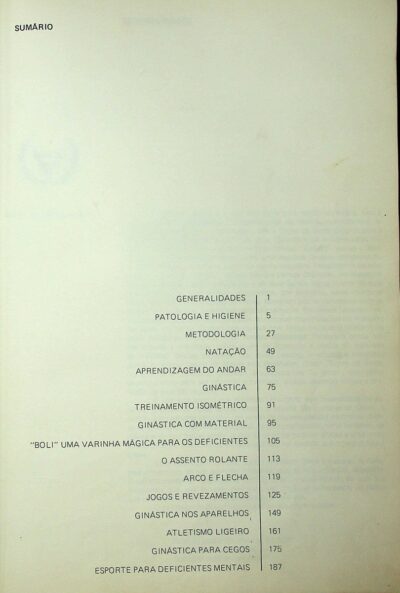 SUMÁRIO
GENERALIDADES 1
PATOLOGIA E HIGIENE 5
METODOLOGIA 27
NATAÇÃO 49
APRENDIZAGEM DO ANDAR 63
GINÁSTICA 75
TREINAMENTO ISOMÉTRICO 91
GINÁSTICA COM MATERIAL 95
"BOLI" UMA VARINHA MÁGICA PARA OS DEFICIENTES 105
O ASSENTO ROLANTE 113
ARCO E FLECHA 119
JOGOS E REVEZAMENTOS 125
GINÁSTICA NOS APARELHOS 149
ATLETISMO LIGEIRO 161
GINÁSTICA PARA CEGOS 175
ESPORTE PARA DEFICIENTES MENTAIS 187